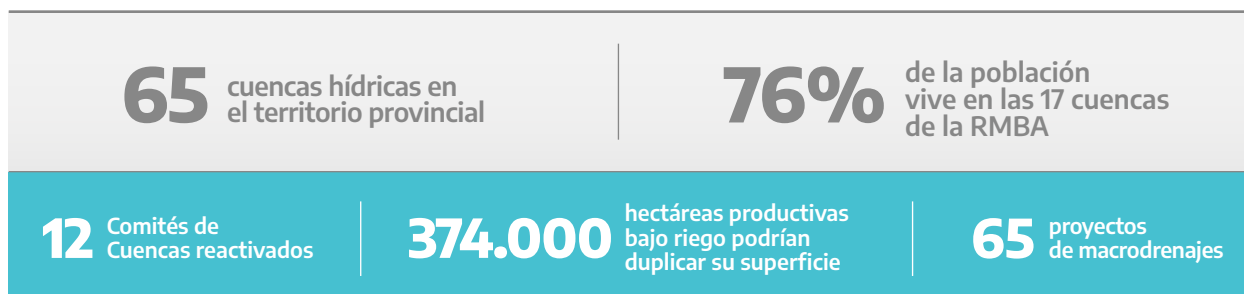 65
cuencas hídricas en
el territorio provincial
76%
de la población
vive en las 17 cuencas
de la RMBA
12
Comités de
Cuencas reactivados
374.000
hectáreas productivas
bajo riego podrían
duplicar su superficie
65
proyectos
de macrodrenajes